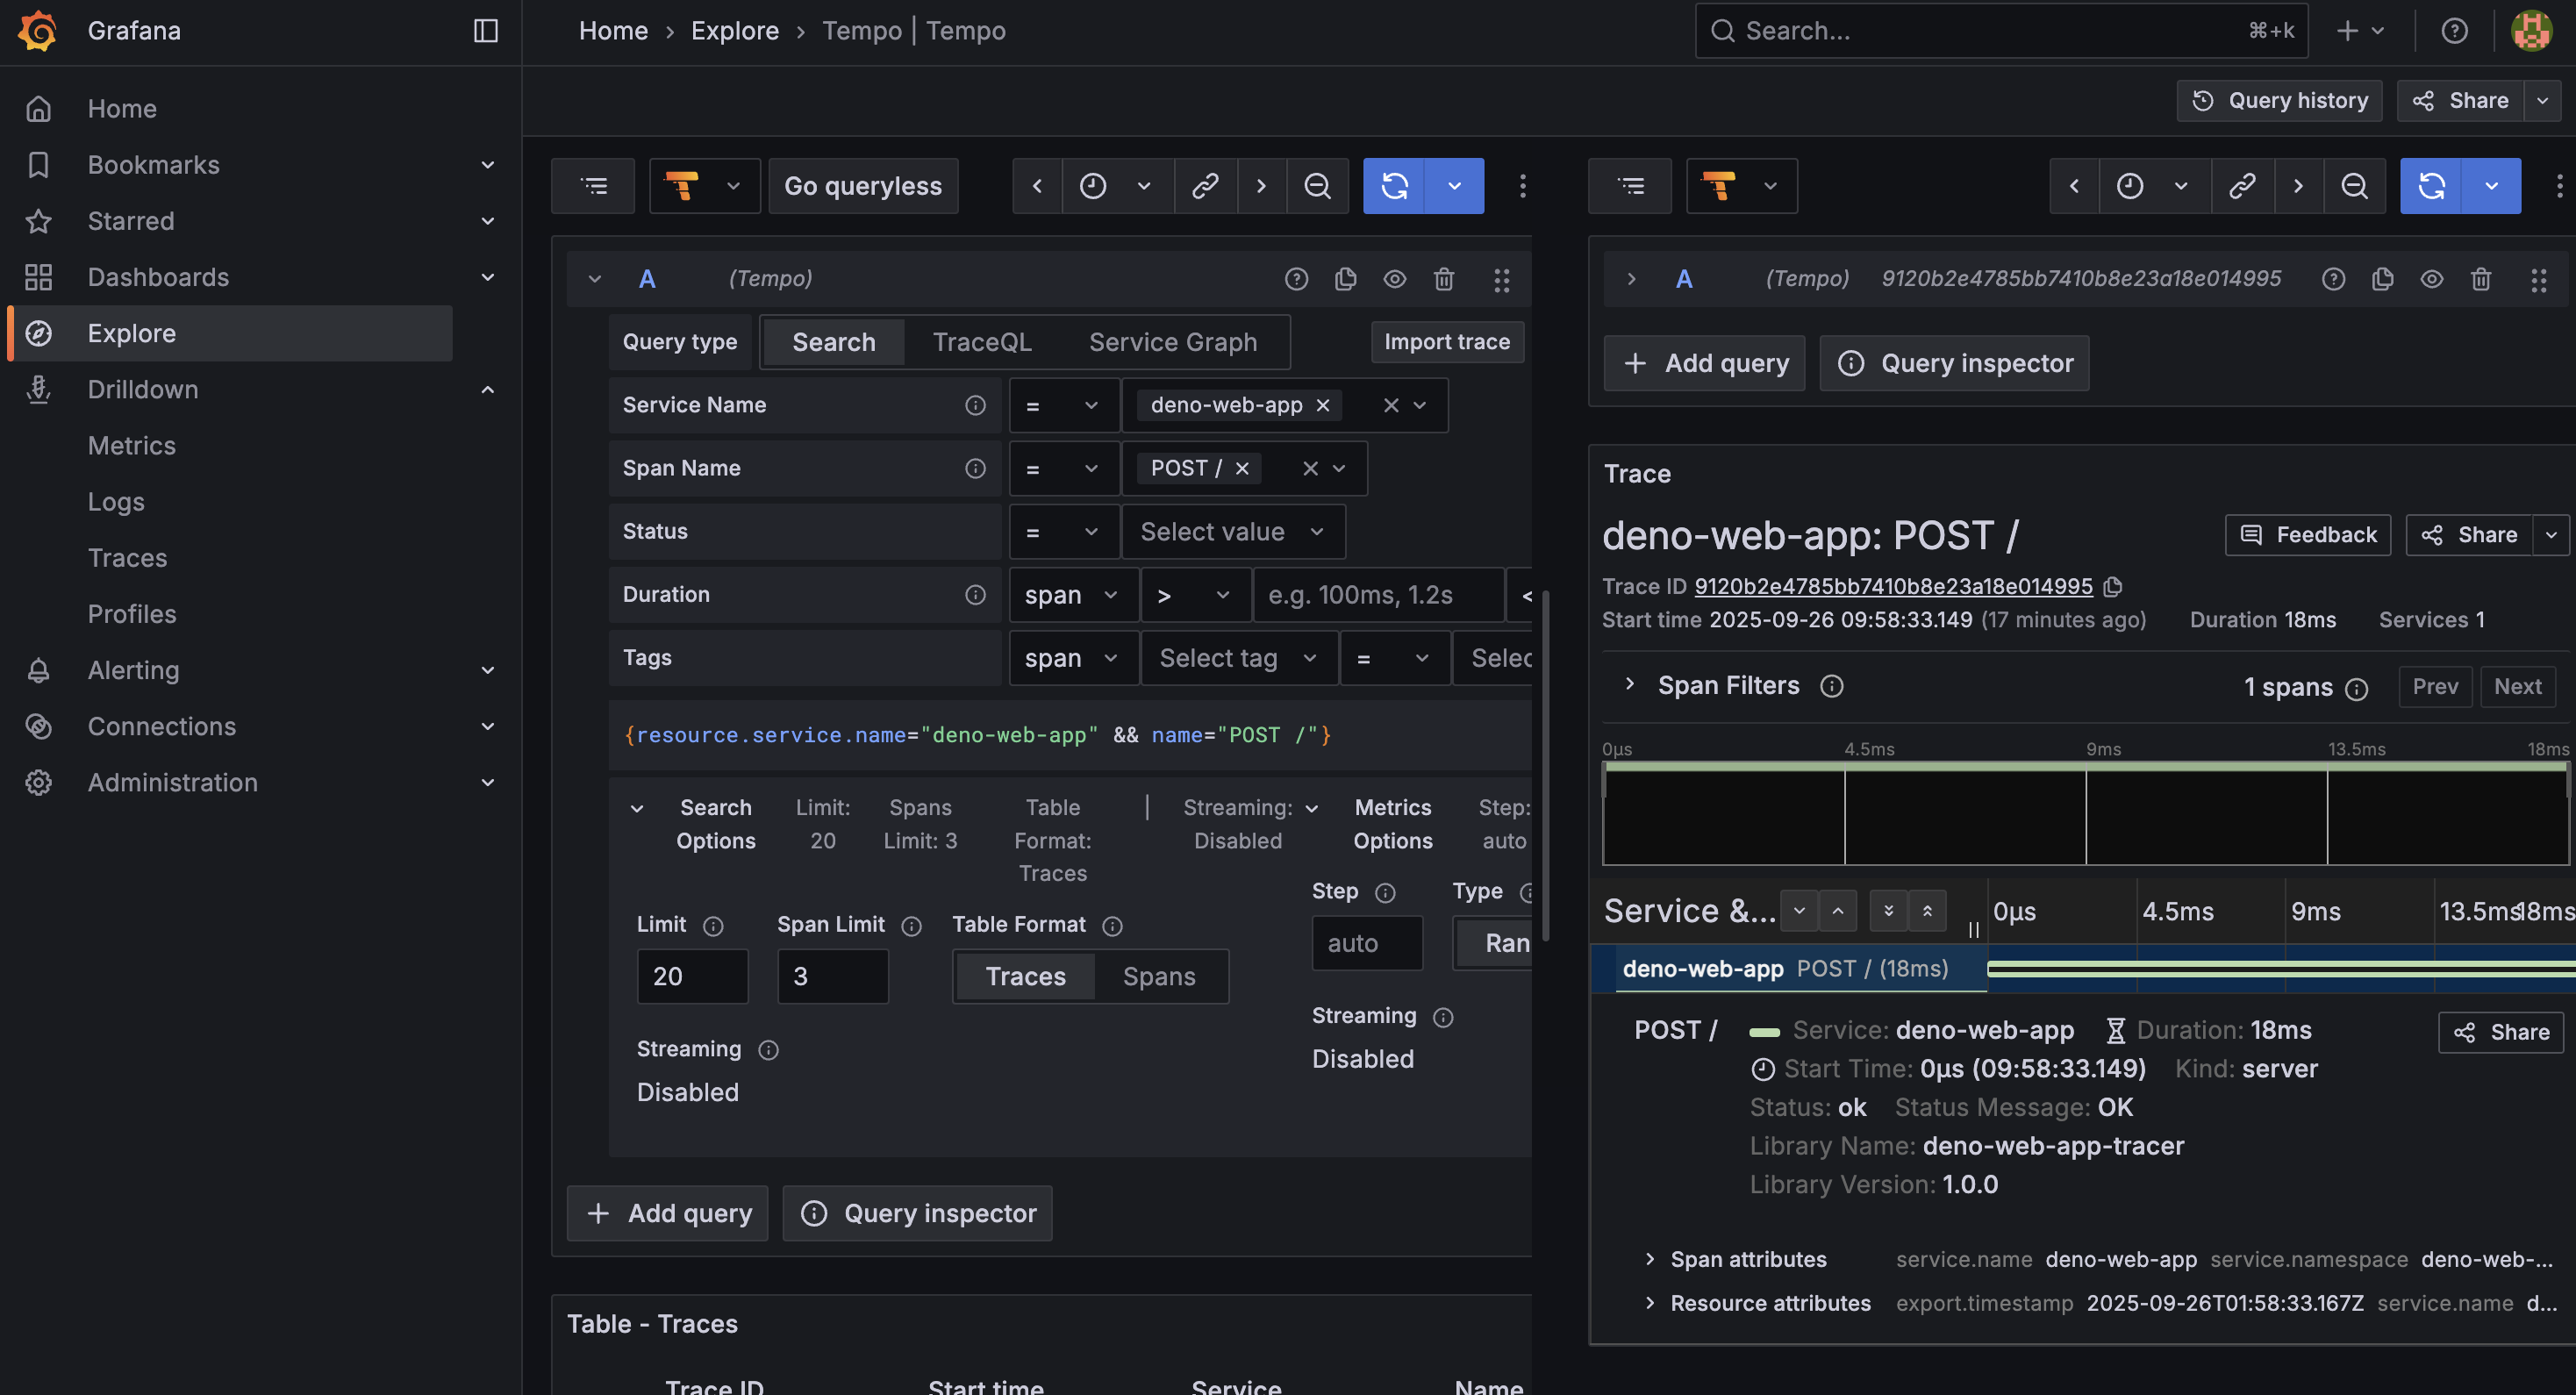 Grafana
Home › Explore › Tempo | Tempo
Search...
⌘+k
Home
Bookmarks
Starred
Dashboards
Explore
Drilldown
Metrics
Logs
Traces
Profiles
Alerting
Connections
Administration
Query history
Share
Go queryless
A (Tempo)
Query type Search TraceQL Service Graph Import trace
Service Name = deno-web-app
Span Name = POST /
Status = Select value
Duration span > e.g. 100ms, 1.2s <
Tags span Select tag = Selec
{resource.service.name="deno-web-app" && name="POST /"}
Search Options Limit: 20 Spans Limit: 3 Table Format: Traces | Streaming: Disabled
Metrics Options Step: auto
Limit Span Limit Table Format
20 3 Traces Spans
Streaming
Disabled
Step Type
auto Ran
Streaming
Disabled
Add query Query inspector
Table - Traces
Trace ID Start time Service Name
A (Tempo) 9120b2e4785bb7410b8e23a18e014995
Add query Query inspector
Trace
deno-web-app: POST /
Feedback Share
Trace ID 9120b2e4785bb7410b8e23a18e014995
Start time 2025-09-26 09:58:33.149 (17 minutes ago) Duration 18ms Services 1
Span Filters 1 spans Prev Next
0μs 4.5ms 9ms 13.5ms 18ms
Service &... 0μs 4.5ms 9ms 13.5ms 18ms
deno-web-app POST / (18ms)
POST / Service: deno-web-app Duration: 18ms Share
Start Time: 0μs (09:58:33.149) Kind: server
Status: ok Status Message: OK
Library Name: deno-web-app-tracer
Library Version: 1.0.0
Span attributes service.name deno-web-app service.namespace deno-web-...
Resource attributes export.timestamp 2025-09-26T01:58:33.167Z service.name d...